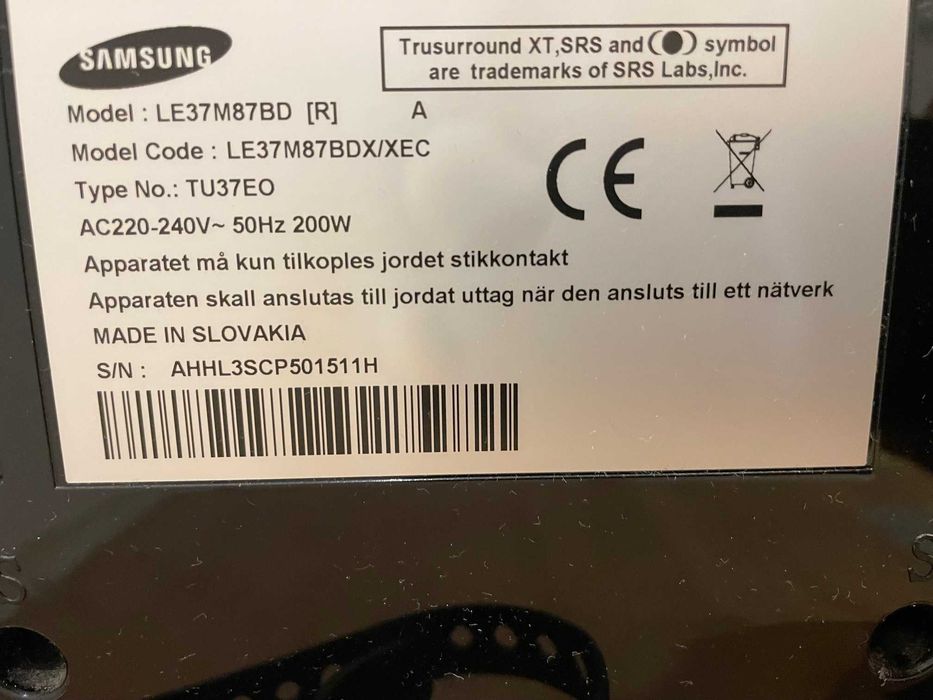 SAMSUNG
Trusurround XT,SRS and (●) symbol
are trademarks of SRS Labs,Inc.
Model : LE37M87BD [R] A
Model Code : LE37M87BDX/XEC
Type No.: TU37EO
AC220-240V~ 50Hz 200W
Apparatet må kun tilkoples jordet stikkontakt
Apparaten skall anslutas till jordat uttag när den ansluts till ett nätverk
MADE IN SLOVAKIA
S/N : AHHL3SCP501511H
CE